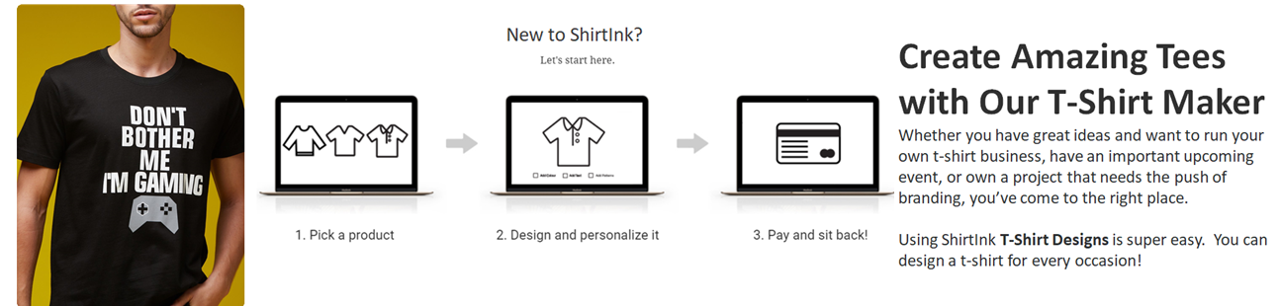 DON'T
BOTHER
ME
I'M GAMING
New to ShirtInk?
Let's start here.
Add Colour Add Text Add Patterns
1. Pick a product
2. Design and personalize it
3. Pay and sit back!
Create Amazing Tees
with Our T-Shirt Maker
Whether you have great ideas and want to run your
own t-shirt business, have an important upcoming
event, or own a project that needs the push of
branding, you’ve come to the right place.
Using ShirtInk T-Shirt Designs is super easy.  You can
design a t-shirt for every occasion!